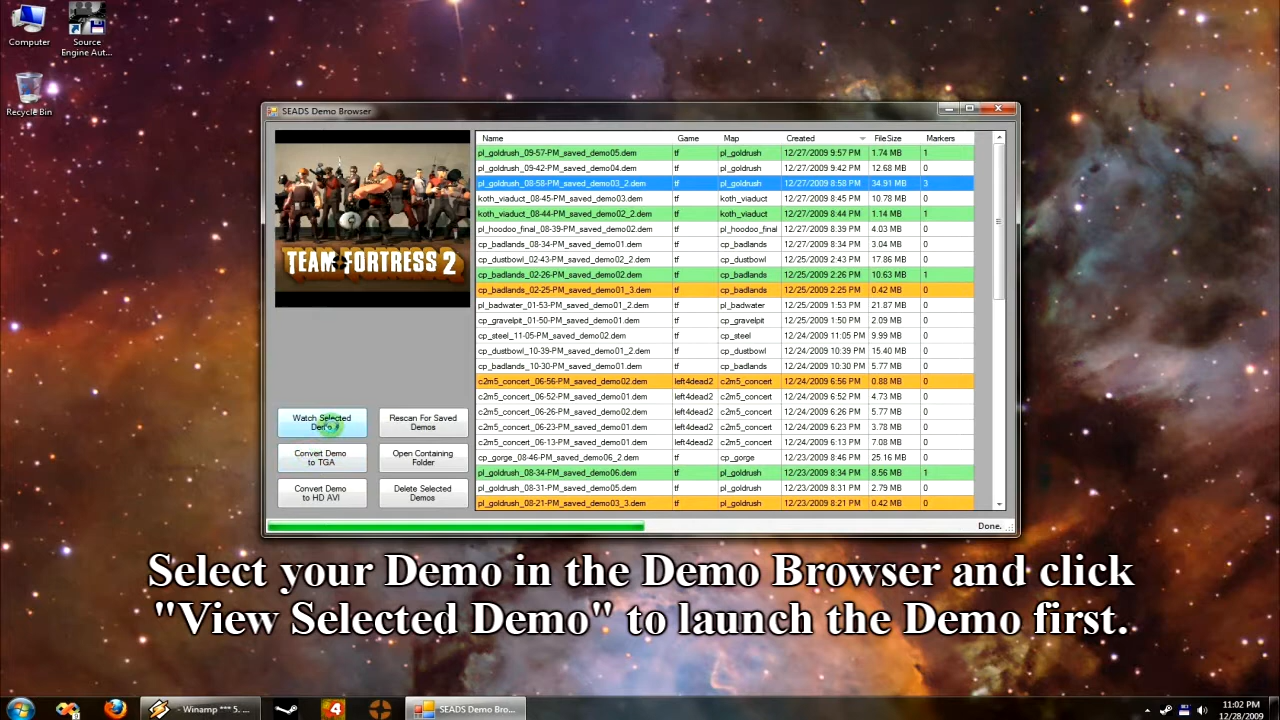 Computer
Source
Engine Aut...
Recycle Bin
SEADS Demo Browser
TEAM FORTRESS 2
Name Game Map Created FileSize Markers
pl_goldrush_09-57-PM_saved_demo05.dem tf pl_goldrush 12/27/2009 9:57 PM 1.74 MB 1
pl_goldrush_09-42-PM_saved_demo04.dem tf pl_goldrush 12/27/2009 9:42 PM 12.68 MB 0
pl_goldrush_08-58-PM_saved_demo03_2.dem tf pl_goldrush 12/27/2009 8:58 PM 34.91 MB 3
koth_viaduct_08-45-PM_saved_demo03.dem tf koth_viaduct 12/27/2009 8:45 PM 10.78 MB 0
koth_viaduct_08-44-PM_saved_demo02_2.dem tf koth_viaduct 12/27/2009 8:44 PM 1.14 MB 1
pl_hoodoo_final_08-39-PM_saved_demo02.dem tf pl_hoodoo_final 12/27/2009 8:39 PM 4.03 MB 0
cp_badlands_08-34-PM_saved_demo01.dem tf cp_badlands 12/27/2009 8:34 PM 3.04 MB 0
cp_dustbowl_02-43-PM_saved_demo02.dem tf cp_dustbowl 12/25/2009 2:43 PM 17.86 MB 0
cp_badlands_02-26-PM_saved_demo02.dem tf cp_badlands 12/25/2009 2:26 PM 10.63 MB 1
cp_badlands_02-25-PM_saved_demo01_3.dem tf cp_badlands 12/25/2009 2:25 PM 0.42 MB 0
pl_badwater_01-53-PM_saved_demo01_2.dem tf pl_badwater 12/25/2009 1:53 PM 21.87 MB 0
cp_gravelpit_01-50-PM_saved_demo01.dem tf cp_gravelpit 12/25/2009 1:50 PM 2.09 MB 0
cp_steel_11-05-PM_saved_demo02.dem tf cp_steel 12/24/2009 11:05 PM 9.99 MB 0
cp_dustbowl_10-39-PM_saved_demo01_2.dem tf cp_dustbowl 12/24/2009 10:39 PM 15.40 MB 0
cp_badlands_10-30-PM_saved_demo01.dem tf cp_badlands 12/24/2009 10:30 PM 5.77 MB 0
c2m5_concert_06-56-PM_saved_demo02.dem left4dead2 c2m5_concert 12/24/2009 6:56 PM 0.88 MB 0
c2m5_concert_06-52-PM_saved_demo01.dem left4dead2 c2m5_concert 12/24/2009 6:52 PM 4.73 MB 0
c2m5_concert_06-26-PM_saved_demo02.dem left4dead2 c2m5_concert 12/24/2009 6:26 PM 5.77 MB 0
c2m5_concert_06-23-PM_saved_demo01.dem left4dead2 c2m5_concert 12/24/2009 6:23 PM 3.78 MB 0
c2m5_concert_06-13-PM_saved_demo01.dem left4dead2 c2m5_concert 12/24/2009 6:13 PM 7.08 MB 0
cp_gorge_08-46-PM_saved_demo06_2.dem tf cp_gorge 12/23/2009 8:46 PM 25.16 MB 0
pl_goldrush_08-34-PM_saved_demo06.dem tf pl_goldrush 12/23/2009 8:34 PM 8.56 MB 1
pl_goldrush_08-31-PM_saved_demo05.dem tf pl_goldrush 12/23/2009 8:31 PM 2.79 MB 0
pl_goldrush_08-21-PM_saved_demo03_3.dem tf pl_goldrush 12/23/2009 8:21 PM 0.42 MB 0
Watch Selected
Demo
Rescan For Saved
Demos
Convert Demo
to TGA
Open Containing
Folder
Convert Demo
to HD AVI
Delete Selected
Demos
Done.
Select your Demo in the Demo Browser and click
"View Selected Demo" to launch the Demo first.
- Winamp *** 5. ...
4
SEADS Demo Bro...
11:02 PM
12/28/2009